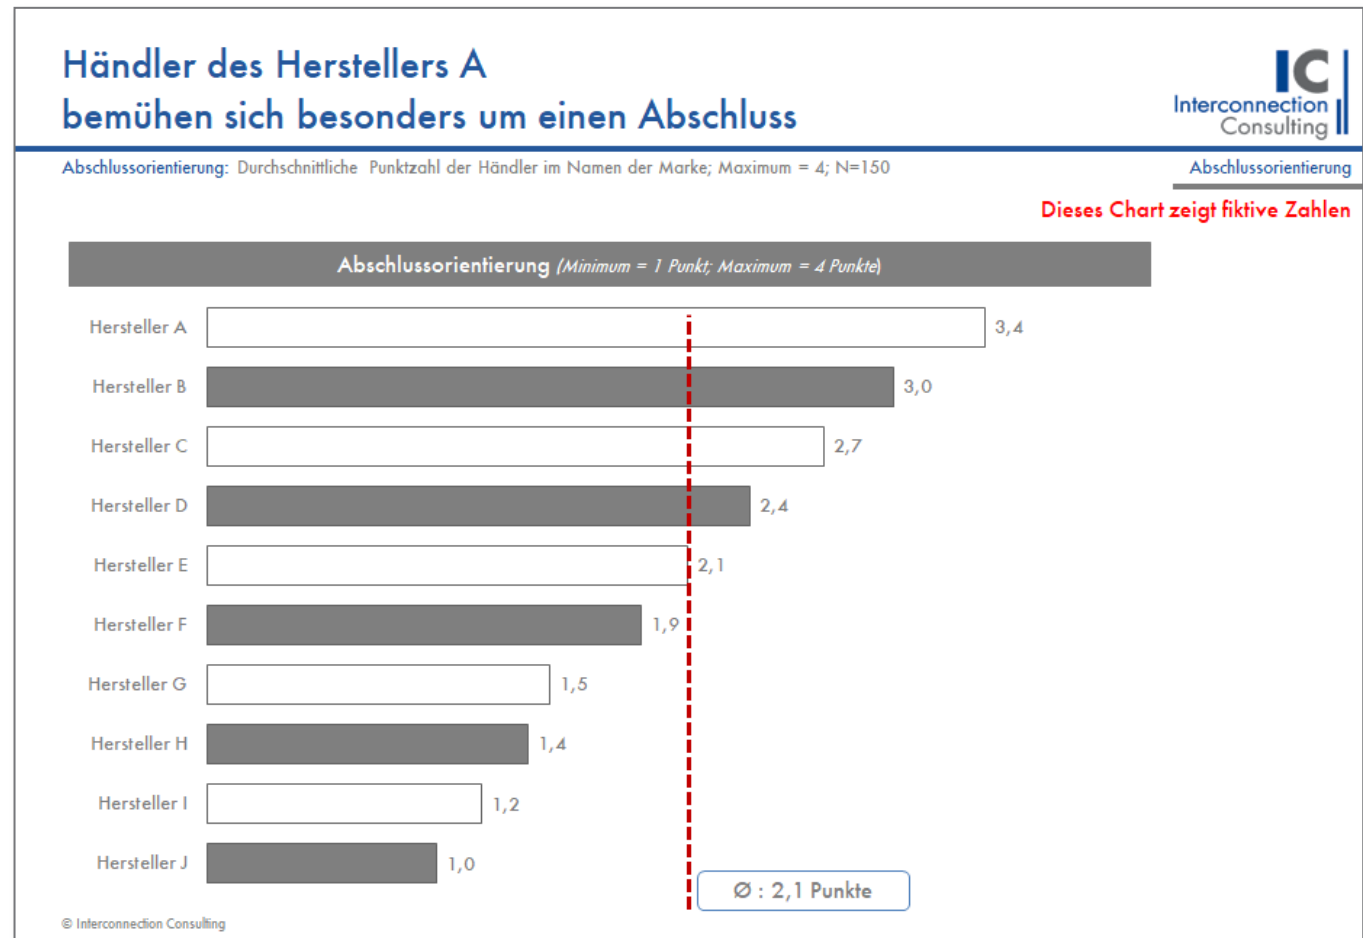 Händler des Herstellers A
bemühen sich besonders um einen Abschluss
IC
Interconnection
Consulting
Abschlussorientierung: Durchschnittliche Punktzahl der Händler im Namen der Marke; Maximum = 4; N=150
Abschlussorientierung
Dieses Chart zeigt fiktive Zahlen
Abschlussorientierung (Minimum = 1 Punkt; Maximum = 4 Punkte)
Hersteller A 3,4
Hersteller B 3,0
Hersteller C 2,7
Hersteller D 2,4
Hersteller E 2,1
Hersteller F 1,9
Hersteller G 1,5
Hersteller H 1,4
Hersteller I 1,2
Hersteller J 1,0
Ø : 2,1 Punkte
© Interconnection Consulting